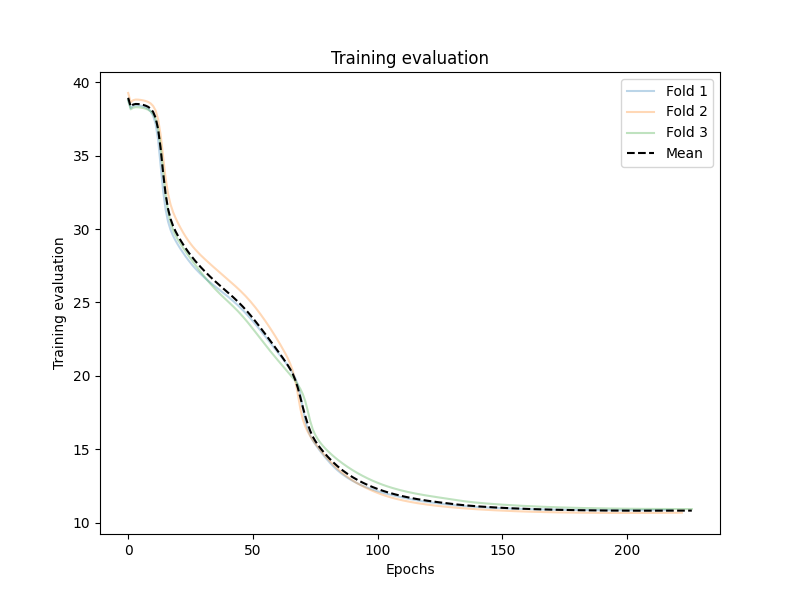 Training evaluation
Fold 1
Fold 2
Fold 3
Mean
Training evaluation
40
35
30
25
20
15
10
0
50
100
150
200
Epochs